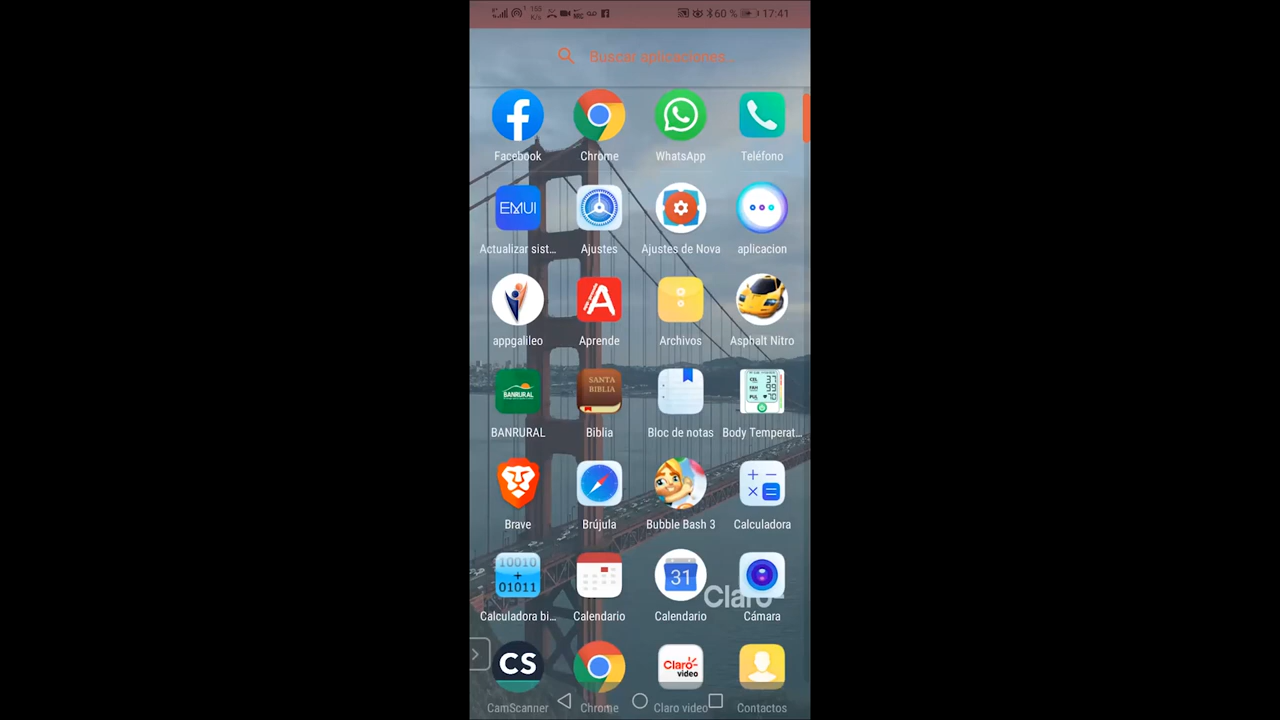 153 K/s 60 % 17:41
Buscar aplicaciones...
Facebook Chrome WhatsApp Teléfono
EMUI
Actualizar sist... Ajustes Ajustes de Nova aplicacion
A
appgalileo Aprende Archivos Asphalt Nitro
BANRURAL SANTA BIBLIA
BANRURAL Biblia Bloc de notas Body Temperat...
Brave Brújula Bubble Bash 3 Calculadora
10010 + 01011 31 Claro
Calculadora bi... Calendario Calendario Cámara
CS Claro video
CamScanner Chrome Claro video Contactos